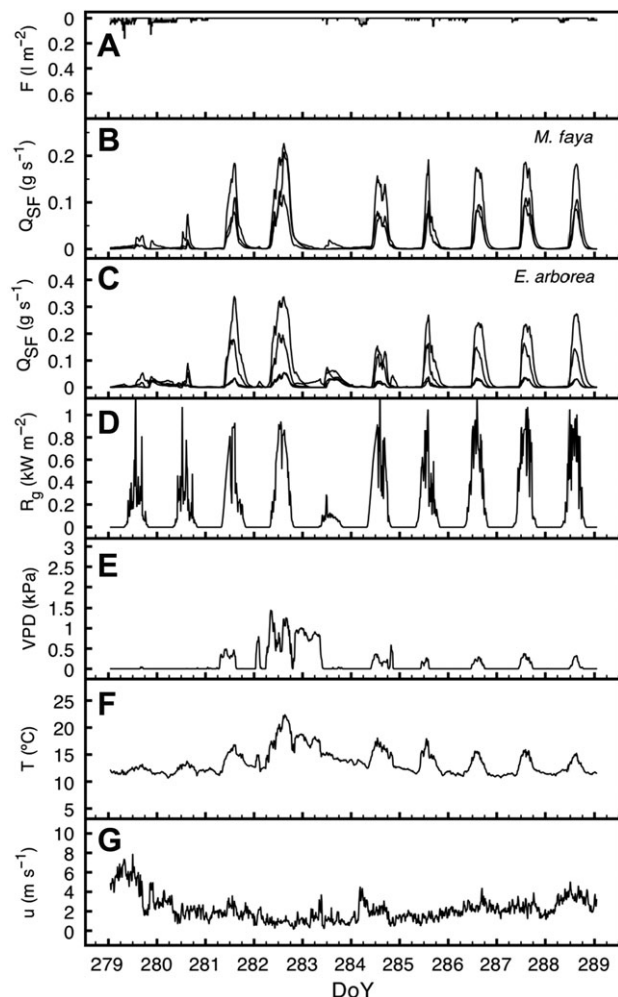 0
0.2
0.4
0.6
F (l m−2)
A
0.2
0.1
0
QSF (g s−1)
B
M. faya
0.4
0.3
0.2
0.1
0
QSF (g s−1)
C
E. arborea
1
0.8
0.6
0.4
0.2
0
Rg (kW m−2)
D
3
2.5
2
1.5
1
0.5
0
VPD (kPa)
E
25
20
15
10
5
T (ºC)
F
10
8
6
4
2
0
u (m s−1)
G
279 280 281 282 283 284 285 286 287 288 289
DoY